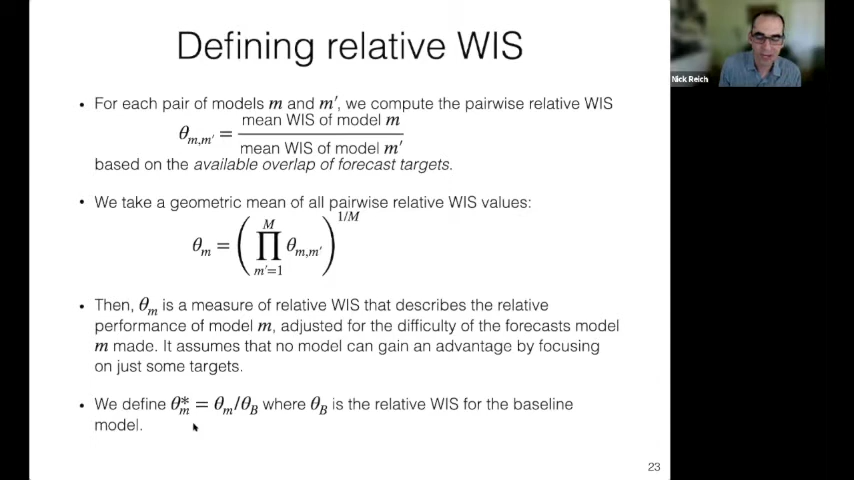 Defining relative WIS
Nick Reich
• For each pair of models m and m′, we compute the pairwise relative WIS
θm,m′ = mean WIS of model m / mean WIS of model m′
based on the available overlap of forecast targets.
• We take a geometric mean of all pairwise relative WIS values:
θm = ( ∏ M m′=1 θm,m′ ) 1/M
• Then, θm is a measure of relative WIS that describes the relative
performance of model m, adjusted for the difficulty of the forecasts model
m made. It assumes that no model can gain an advantage by focusing
on just some targets.
• We define θ*m = θm/θB where θB is the relative WIS for the baseline
model.
23